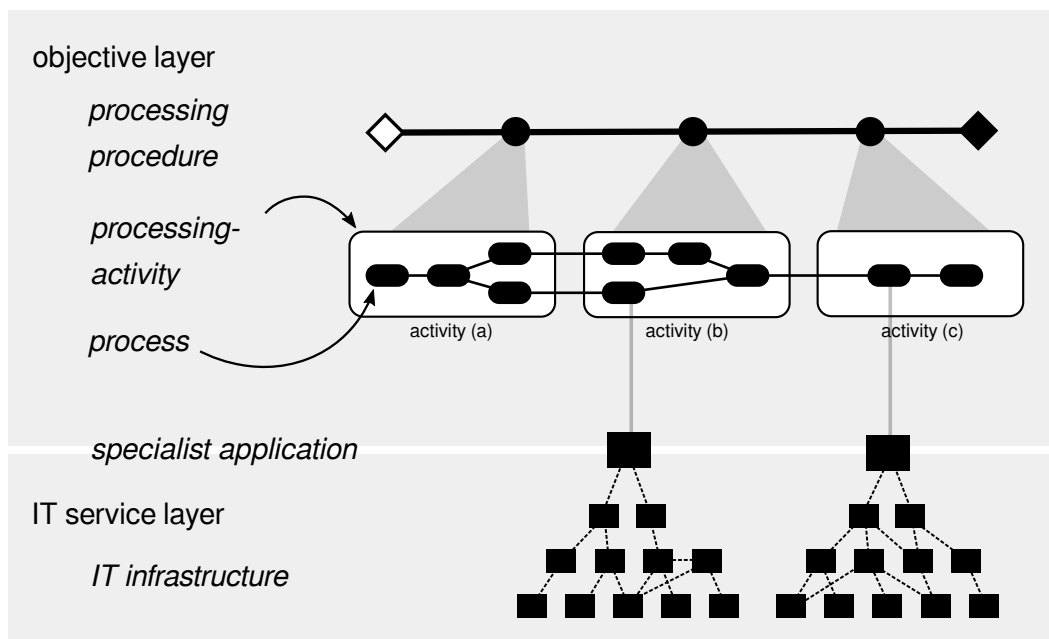 objective layer
processing
procedure
processing-
activity
activity (a)
activity (b)
activity (c)
process
specialist application
IT service layer
IT infrastructure